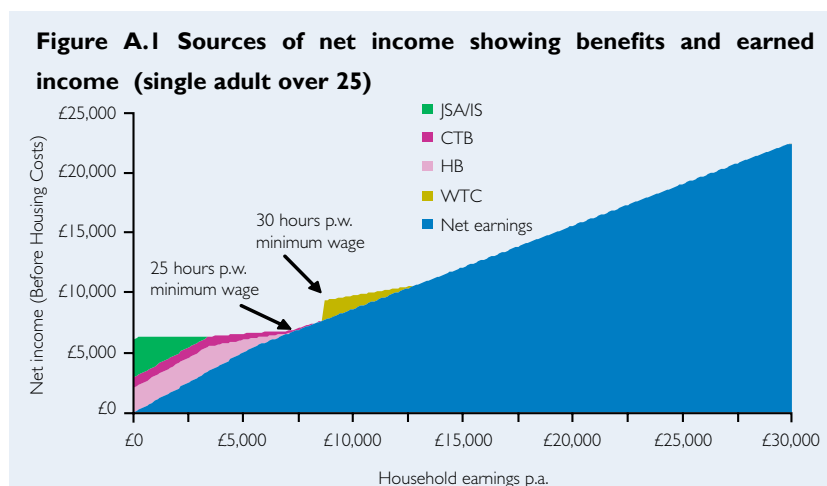 Figure A.1 Sources of net income showing benefits and earned
income (single adult over 25)
£25,000
£20,000
£15,000
£10,000
£5,000
£0
Net income (Before Housing Costs)
JSA/IS
CTB
HB
WTC
Net earnings
30 hours p.w.
minimum wage
25 hours p.w.
minimum wage
£0
£5,000
£10,000
£15,000
£20,000
£25,000
£30,000
Household earnings p.a.